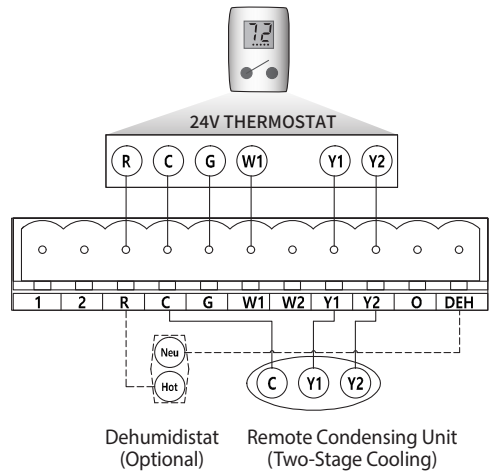 72
24V THERMOSTAT
R C G W1 Y1 Y2
1 2 R C G W1 W2 Y1 Y2 O DEH
Neu
Hot
C Y1 Y2
Dehumidistat
(Optional)
Remote Condensing Unit
(Two-Stage Cooling)